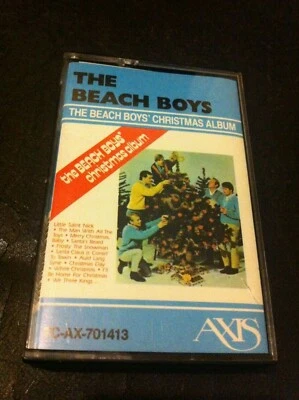 THE
BEACH BOYS
THE BEACH BOYS' CHRISTMAS ALBUM
the BEACH BOYS'
christmas album
Little Saint Nick
• The Man With All The
Toys • Merry Christmas,
Baby • Santa's Beard
• Frosty The Snowman
• Santa Claus Is Comin'
To Town • Auld Lang
Syne • Christmas Day
• White Christmas • I'll
Be Home For Christmas
• We Three Kings
C-AX-701413
AXIS